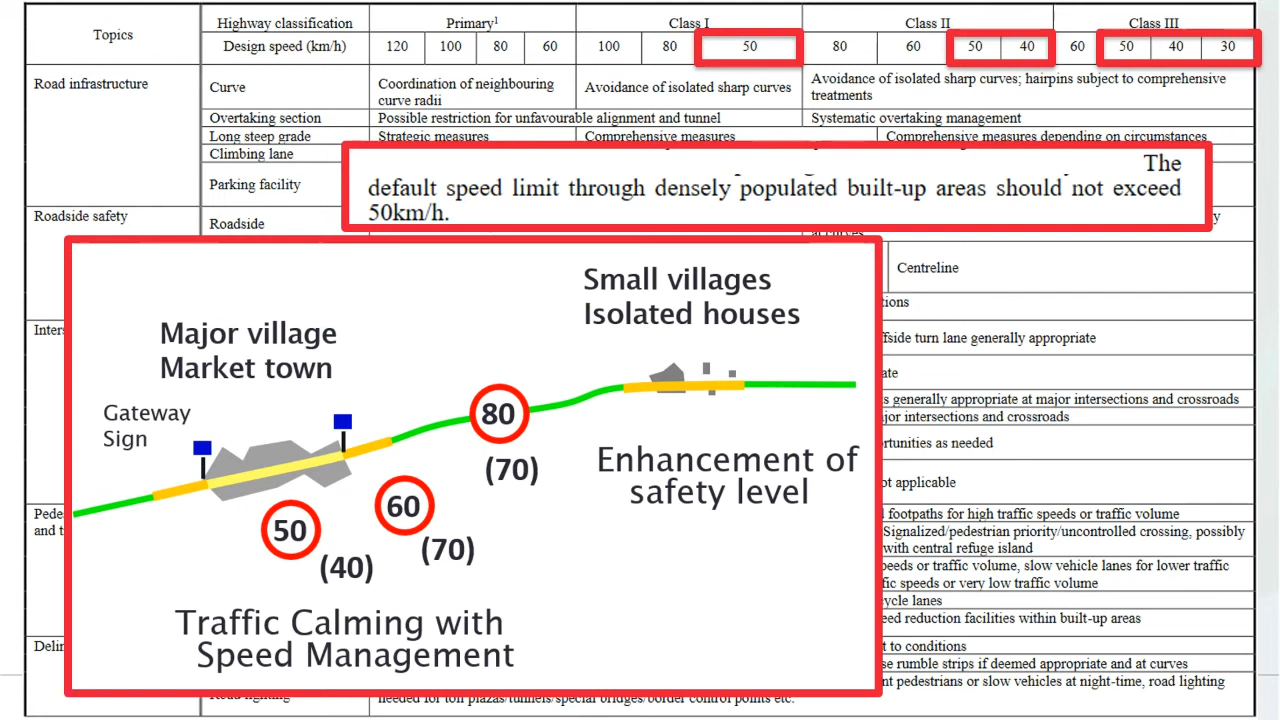 Topics
Highway classification Primary¹ Class I Class II Class III
Design speed (km/h) 120 100 80 60 100 80 50 80 60 50 40 60 50 40 30
Road infrastructure
Curve
Coordination of neighbouring
curve radii
Avoidance of isolated sharp curves
Avoidance of isolated sharp curves; hairpins subject to comprehensive
treatments
Overtaking section Possible restriction for unfavourable alignment and tunnel Systematic overtaking management
Long steep grade Strategic measures Comprehensive measures Comprehensive measures depending on circumstances
Climbing lane
Parking facility
The
default speed limit through densely populated built-up areas should not exceed
50km/h.
Roadside safety
Roadside
at curves
Centreline
Small villages
Isolated houses
Major village
Market town
Gateway
Sign
80
(70)
60
(70)
50
(40)
Enhancement of
safety level
Traffic Calming with
Speed Management
turn lane generally appropriate
generally appropriate at major intersections and crossroads
intersections and crossroads
as needed
applicable
footpaths for high traffic speeds or traffic volume
Signalized/pedestrian priority/uncontrolled crossing, possibly
with central refuge island
or traffic volume, slow vehicle lanes for lower traffic
speeds or very low traffic volume
lanes
reduction facilities within built-up areas
to conditions
rumble strips if deemed appropriate and at curves
pedestrians or slow vehicles at night-time, road lighting
needed for toll plazas/tunnels/special bridges/border control points etc.